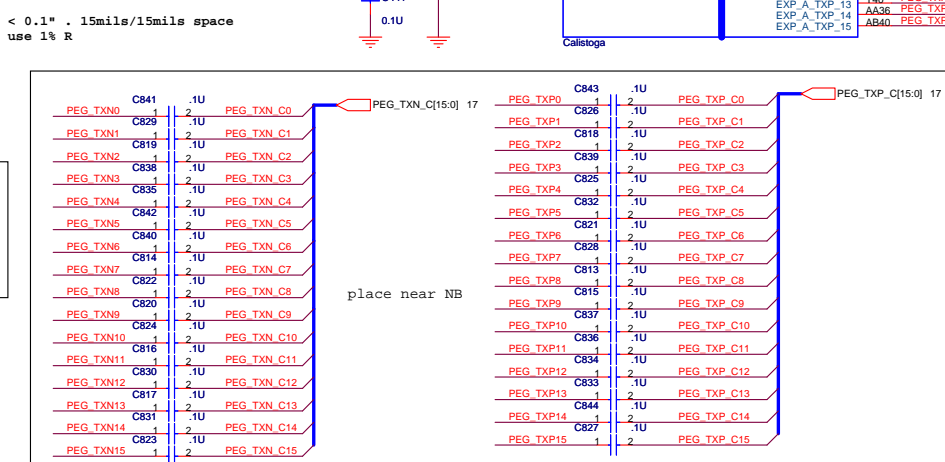 < 0.1" . 15mils/15mils space
use 1% R
0.1U
EXP_A_TXP_13
EXP_A_TXP_14
EXP_A_TXP_15
AA36
AB40
PEG_TXP
PEG_TXP
Calistoga
C841 .1U
PEG_TXN0 1 2 PEG_TXN_C0
C829 .1U
PEG_TXN1 1 2 PEG_TXN_C1
C819 .1U
PEG_TXN2 1 2 PEG_TXN_C2
C838 .1U
PEG_TXN3 1 2 PEG_TXN_C3
C835 .1U
PEG_TXN4 1 2 PEG_TXN_C4
C842 .1U
PEG_TXN5 1 2 PEG_TXN_C5
C840 .1U
PEG_TXN6 1 2 PEG_TXN_C6
C814 .1U
PEG_TXN7 1 2 PEG_TXN_C7
C822 .1U
PEG_TXN8 1 2 PEG_TXN_C8
C820 .1U
PEG_TXN9 1 2 PEG_TXN_C9
C824 .1U
PEG_TXN10 1 2 PEG_TXN_C10
C816 .1U
PEG_TXN11 1 2 PEG_TXN_C11
C830 .1U
PEG_TXN12 1 2 PEG_TXN_C12
C817 .1U
PEG_TXN13 1 2 PEG_TXN_C13
C831 .1U
PEG_TXN14 1 2 PEG_TXN_C14
C823 .1U
PEG_TXN15 1 2 PEG_TXN_C15
PEG_TXN_C[15:0] 17
place near NB
C843 .1U
PEG_TXP0 1 2 PEG_TXP_C0
C826 .1U
PEG_TXP1 1 2 PEG_TXP_C1
C818 .1U
PEG_TXP2 1 2 PEG_TXP_C2
C839 .1U
PEG_TXP3 1 2 PEG_TXP_C3
C825 .1U
PEG_TXP4 1 2 PEG_TXP_C4
C832 .1U
PEG_TXP5 1 2 PEG_TXP_C5
C821 .1U
PEG_TXP6 1 2 PEG_TXP_C6
C828 .1U
PEG_TXP7 1 2 PEG_TXP_C7
C813 .1U
PEG_TXP8 1 2 PEG_TXP_C8
C815 .1U
PEG_TXP9 1 2 PEG_TXP_C9
C837 .1U
PEG_TXP10 1 2 PEG_TXP_C10
C836 .1U
PEG_TXP11 1 2 PEG_TXP_C11
C834 .1U
PEG_TXP12 1 2 PEG_TXP_C12
C833 .1U
PEG_TXP13 1 2 PEG_TXP_C13
C844 .1U
PEG_TXP14 1 2 PEG_TXP_C14
C827 .1U
PEG_TXP15 1 2 PEG_TXP_C15
PEG_TXP_C[15:0] 17